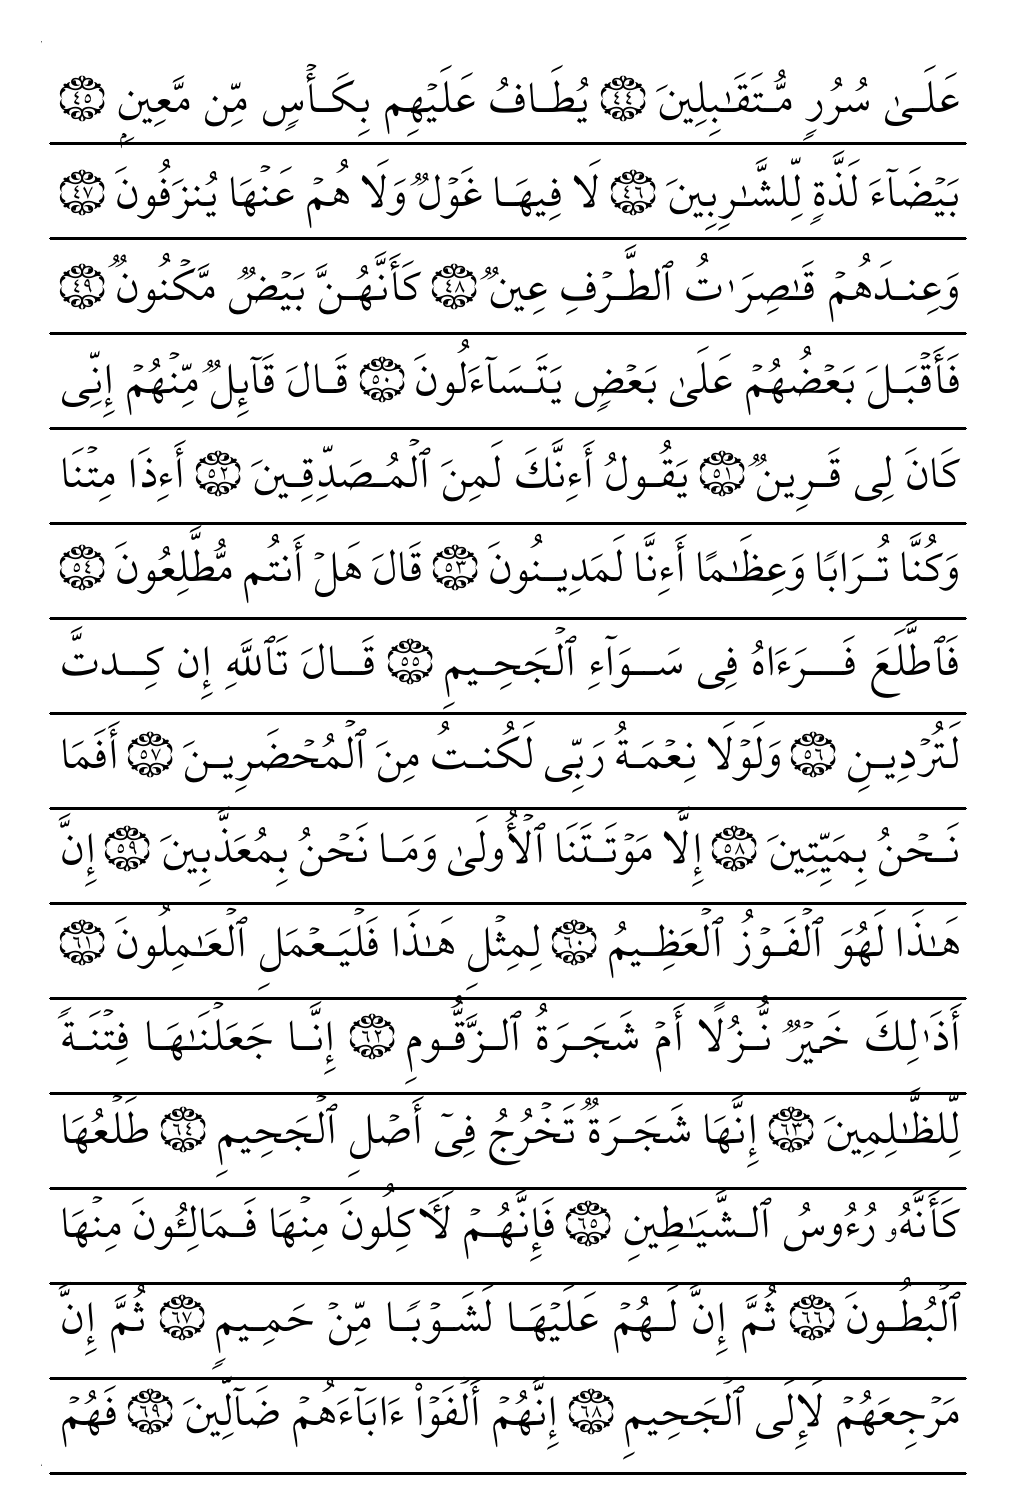 عَلَىٰ سُرُرٍ مُّتَقَـٰبِلِينَ ٤٤ يُطَافُ عَلَيْهِم بِكَأْسٍ مِّن مَّعِينٍۭ ٤٥
بَيْضَآءَ لَذَّةٍ لِّلشَّـٰرِبِينَ ٤٦ لَا فِيهَا غَوْلٌ وَلَا هُمْ عَنْهَا يُنزَفُونَ ٤٧
وَعِندَهُمْ قَـٰصِرَٰتُ ٱلطَّرْفِ عِينٌ ٤٨ كَأَنَّهُنَّ بَيْضٌ مَّكْنُونٌ ٤٩
فَأَقْبَلَ بَعْضُهُمْ عَلَىٰ بَعْضٍ يَتَسَآءَلُونَ ٥٠ قَالَ قَآئِلٌ مِّنْهُمْ إِنِّى
كَانَ لِى قَرِينٌ ٥١ يَقُولُ أَءِنَّكَ لَمِنَ ٱلْمُصَدِّقِينَ ٥٢ أَءِذَا مِتْنَا
وَكُنَّا تُرَابًا وَعِظَـٰمًا أَءِنَّا لَمَدِينُونَ ٥٣ قَالَ هَلْ أَنتُم مُّطَّلِعُونَ ٥٤
فَٱطَّلَعَ فَرَءَاهُ فِى سَوَآءِ ٱلْجَحِيمِ ٥٥ قَالَ تَٱللَّهِ إِن كِدتَّ
لَتُرْدِينِ ٥٦ وَلَوْلَا نِعْمَةُ رَبِّى لَكُنتُ مِنَ ٱلْمُحْضَرِينَ ٥٧ أَفَمَا
نَحْنُ بِمَيِّتِينَ ٥٨ إِلَّا مَوْتَتَنَا ٱلْأُولَىٰ وَمَا نَحْنُ بِمُعَذَّبِينَ ٥٩ إِنَّ
هَـٰذَا لَهُوَ ٱلْفَوْزُ ٱلْعَظِيمُ ٦٠ لِمِثْلِ هَـٰذَا فَلْيَعْمَلِ ٱلْعَـٰمِلُونَ ٦١
أَذَٰلِكَ خَيْرٌ نُّزُلًا أَمْ شَجَرَةُ ٱلزَّقُّومِ ٦٢ إِنَّا جَعَلْنَـٰهَا فِتْنَةً
لِّلظَّـٰلِمِينَ ٦٣ إِنَّهَا شَجَرَةٌ تَخْرُجُ فِىٓ أَصْلِ ٱلْجَحِيمِ ٦٤ طَلْعُهَا
كَأَنَّهُۥ رُءُوسُ ٱلشَّيَـٰطِينِ ٦٥ فَإِنَّهُمْ لَـَٔاكِلُونَ مِنْهَا فَمَالِـُٔونَ مِنْهَا
ٱلْبُطُونَ ٦٦ ثُمَّ إِنَّ لَهُمْ عَلَيْهَا لَشَوْبًا مِّنْ حَمِيمٍ ٦٧ ثُمَّ إِنَّ
مَرْجِعَهُمْ لَإِلَى ٱلْجَحِيمِ ٦٨ إِنَّهُمْ أَلْفَوْا۟ ءَابَآءَهُمْ ضَآلِّينَ ٦٩ فَهُمْ